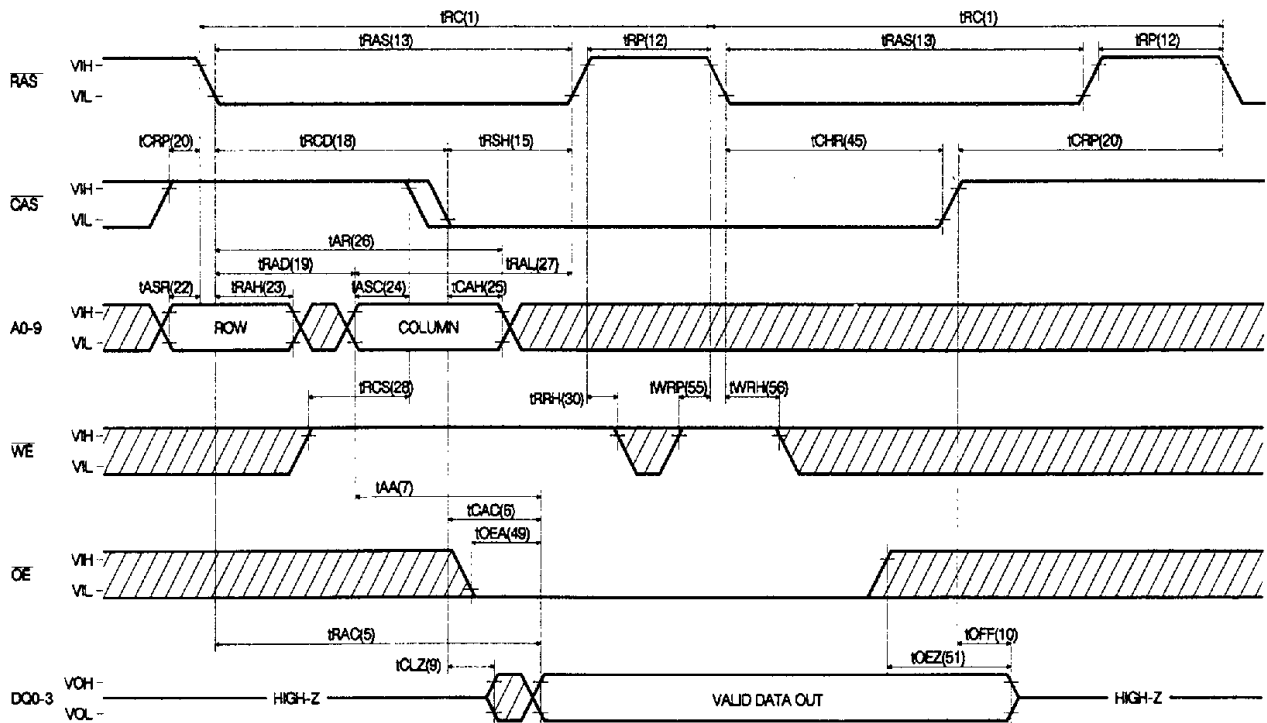 tRC(1) tRC(1)
tRAS(13) tRP(12) tRAS(13) tRP(12)
RAS VIH
VIL
tCRP(20) tRCD(18) tRSH(15) tCHR(45) tCRP(20)
CAS VIH
VIL
tAR(26)
tRAD(19) tRAL(27)
tASR(22) tRAH(23) tASC(24) tCAH(25)
A0-9 VIH
VIL
ROW COLUMN
tRCS(28) tRRH(30) tWRP(55) tWRH(56)
WE VIH
VIL
tAA(7)
tCAC(6)
tOEA(49)
OE VIH
VIL
tRAC(5) tOFF(10)
tCLZ(9) tOEZ(51)
DQ0-3 VOH
VOL
HIGH-Z VALID DATA OUT HIGH-Z